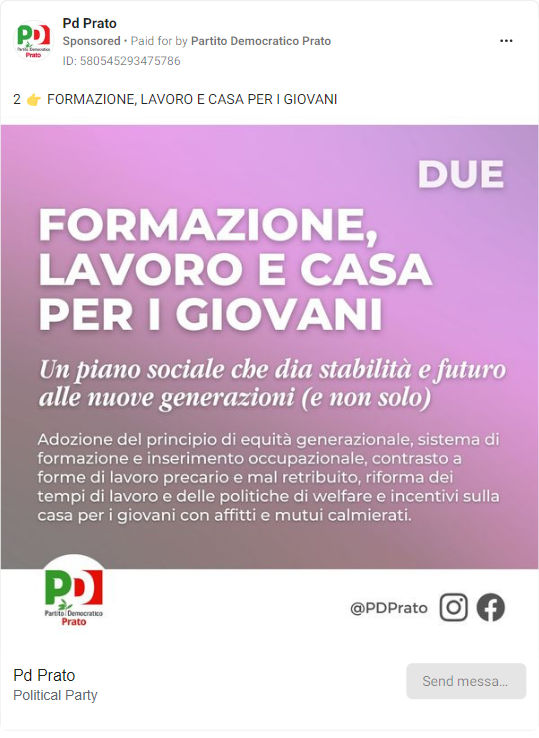 Pd Prato
Sponsored • Paid for by Partito Democratico Prato
ID: 580545293475786
2 👉 FORMAZIONE, LAVORO E CASA PER I GIOVANI
DUE
FORMAZIONE,
LAVORO E CASA
PER I GIOVANI
Un piano sociale che dia stabilità e futuro
alle nuove generazioni (e non solo)
Adozione del principio di equità generazionale, sistema di
formazione e inserimento occupazionale, contrasto a
forme di lavoro precario e mal retribuito, riforma dei
tempi di lavoro e delle politiche di welfare e incentivi sulla
casa per i giovani con affitti e mutui calmierati.
PD
Partito Democratico
Prato
@PDPrato
Pd Prato
Political Party
Send messa...